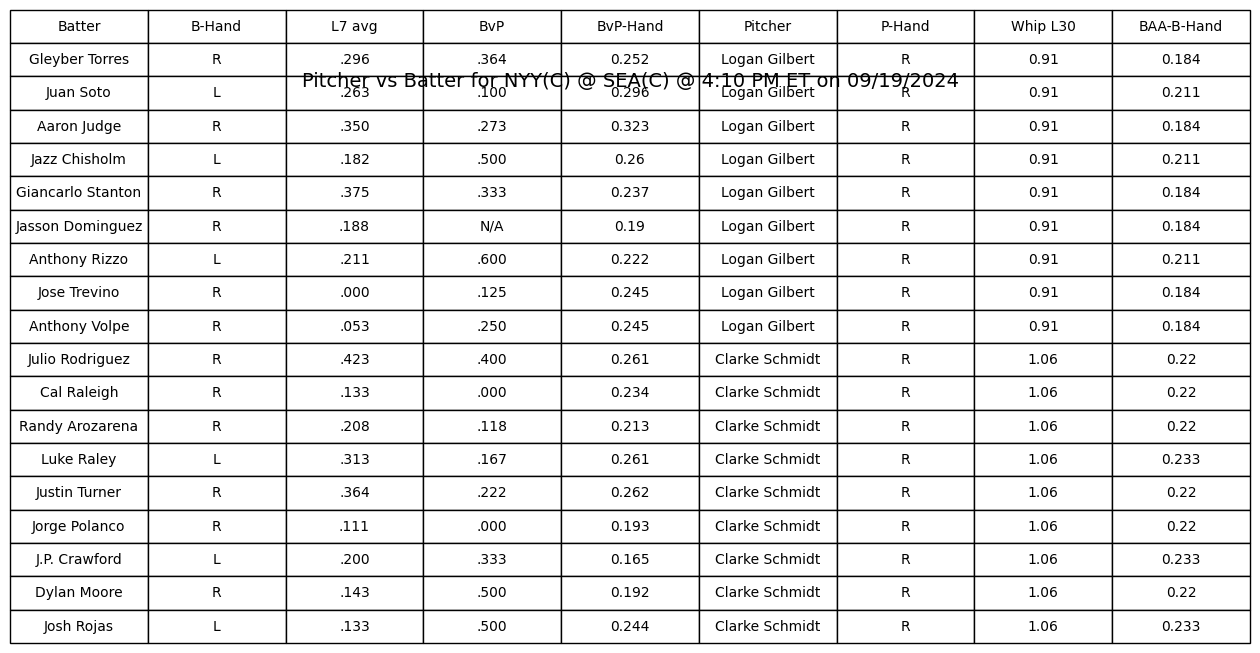 Batter B-Hand L7 avg BvP BvP-Hand Pitcher P-Hand Whip L30 BAA-B-Hand
Gleyber Torres R .296 .364 0.252 Logan Gilbert R 0.91 0.184
Pitcher vs Batter for NYY(C) @ SEA(C) @ 4:10 PM ET on 09/19/2024
Juan Soto L .263 .100 0.296 Logan Gilbert R 0.91 0.211
Aaron Judge R .350 .273 0.323 Logan Gilbert R 0.91 0.184
Jazz Chisholm L .182 .500 0.26 Logan Gilbert R 0.91 0.211
Giancarlo Stanton R .375 .333 0.237 Logan Gilbert R 0.91 0.184
Jasson Dominguez R .188 N/A 0.19 Logan Gilbert R 0.91 0.184
Anthony Rizzo L .211 .600 0.222 Logan Gilbert R 0.91 0.211
Jose Trevino R .000 .125 0.245 Logan Gilbert R 0.91 0.184
Anthony Volpe R .053 .250 0.245 Logan Gilbert R 0.91 0.184
Julio Rodriguez R .423 .400 0.261 Clarke Schmidt R 1.06 0.22
Cal Raleigh R .133 .000 0.234 Clarke Schmidt R 1.06 0.22
Randy Arozarena R .208 .118 0.213 Clarke Schmidt R 1.06 0.22
Luke Raley L .313 .167 0.261 Clarke Schmidt R 1.06 0.233
Justin Turner R .364 .222 0.262 Clarke Schmidt R 1.06 0.22
Jorge Polanco R .111 .000 0.193 Clarke Schmidt R 1.06 0.22
J.P. Crawford L .200 .333 0.165 Clarke Schmidt R 1.06 0.233
Dylan Moore R .143 .500 0.192 Clarke Schmidt R 1.06 0.22
Josh Rojas L .133 .500 0.244 Clarke Schmidt R 1.06 0.233